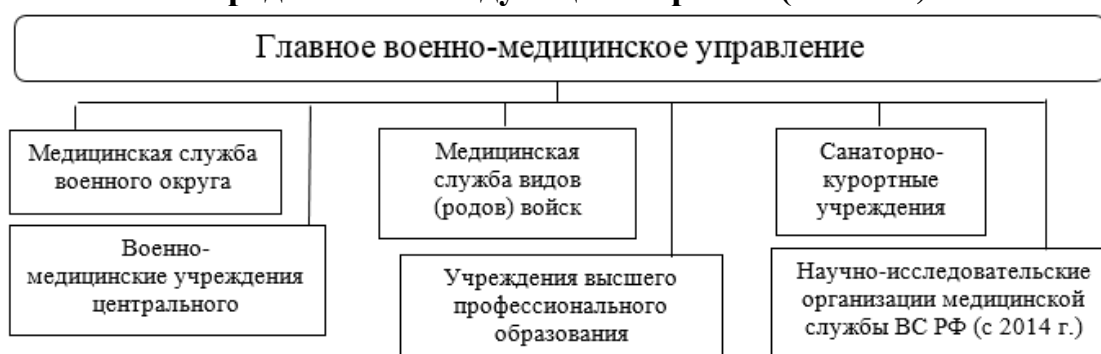 Главное военно-медицинское управление
Медицинская служба
военного округа
Медицинская
служба видов
(родов) войск
Санаторно-
курортные
учреждения
Военно-
медицинские учреждения
центрального
Учреждения высшего
профессионального
образования
Научно-исследовательские
организации медицинской
службы ВС РФ (с 2014 г.)